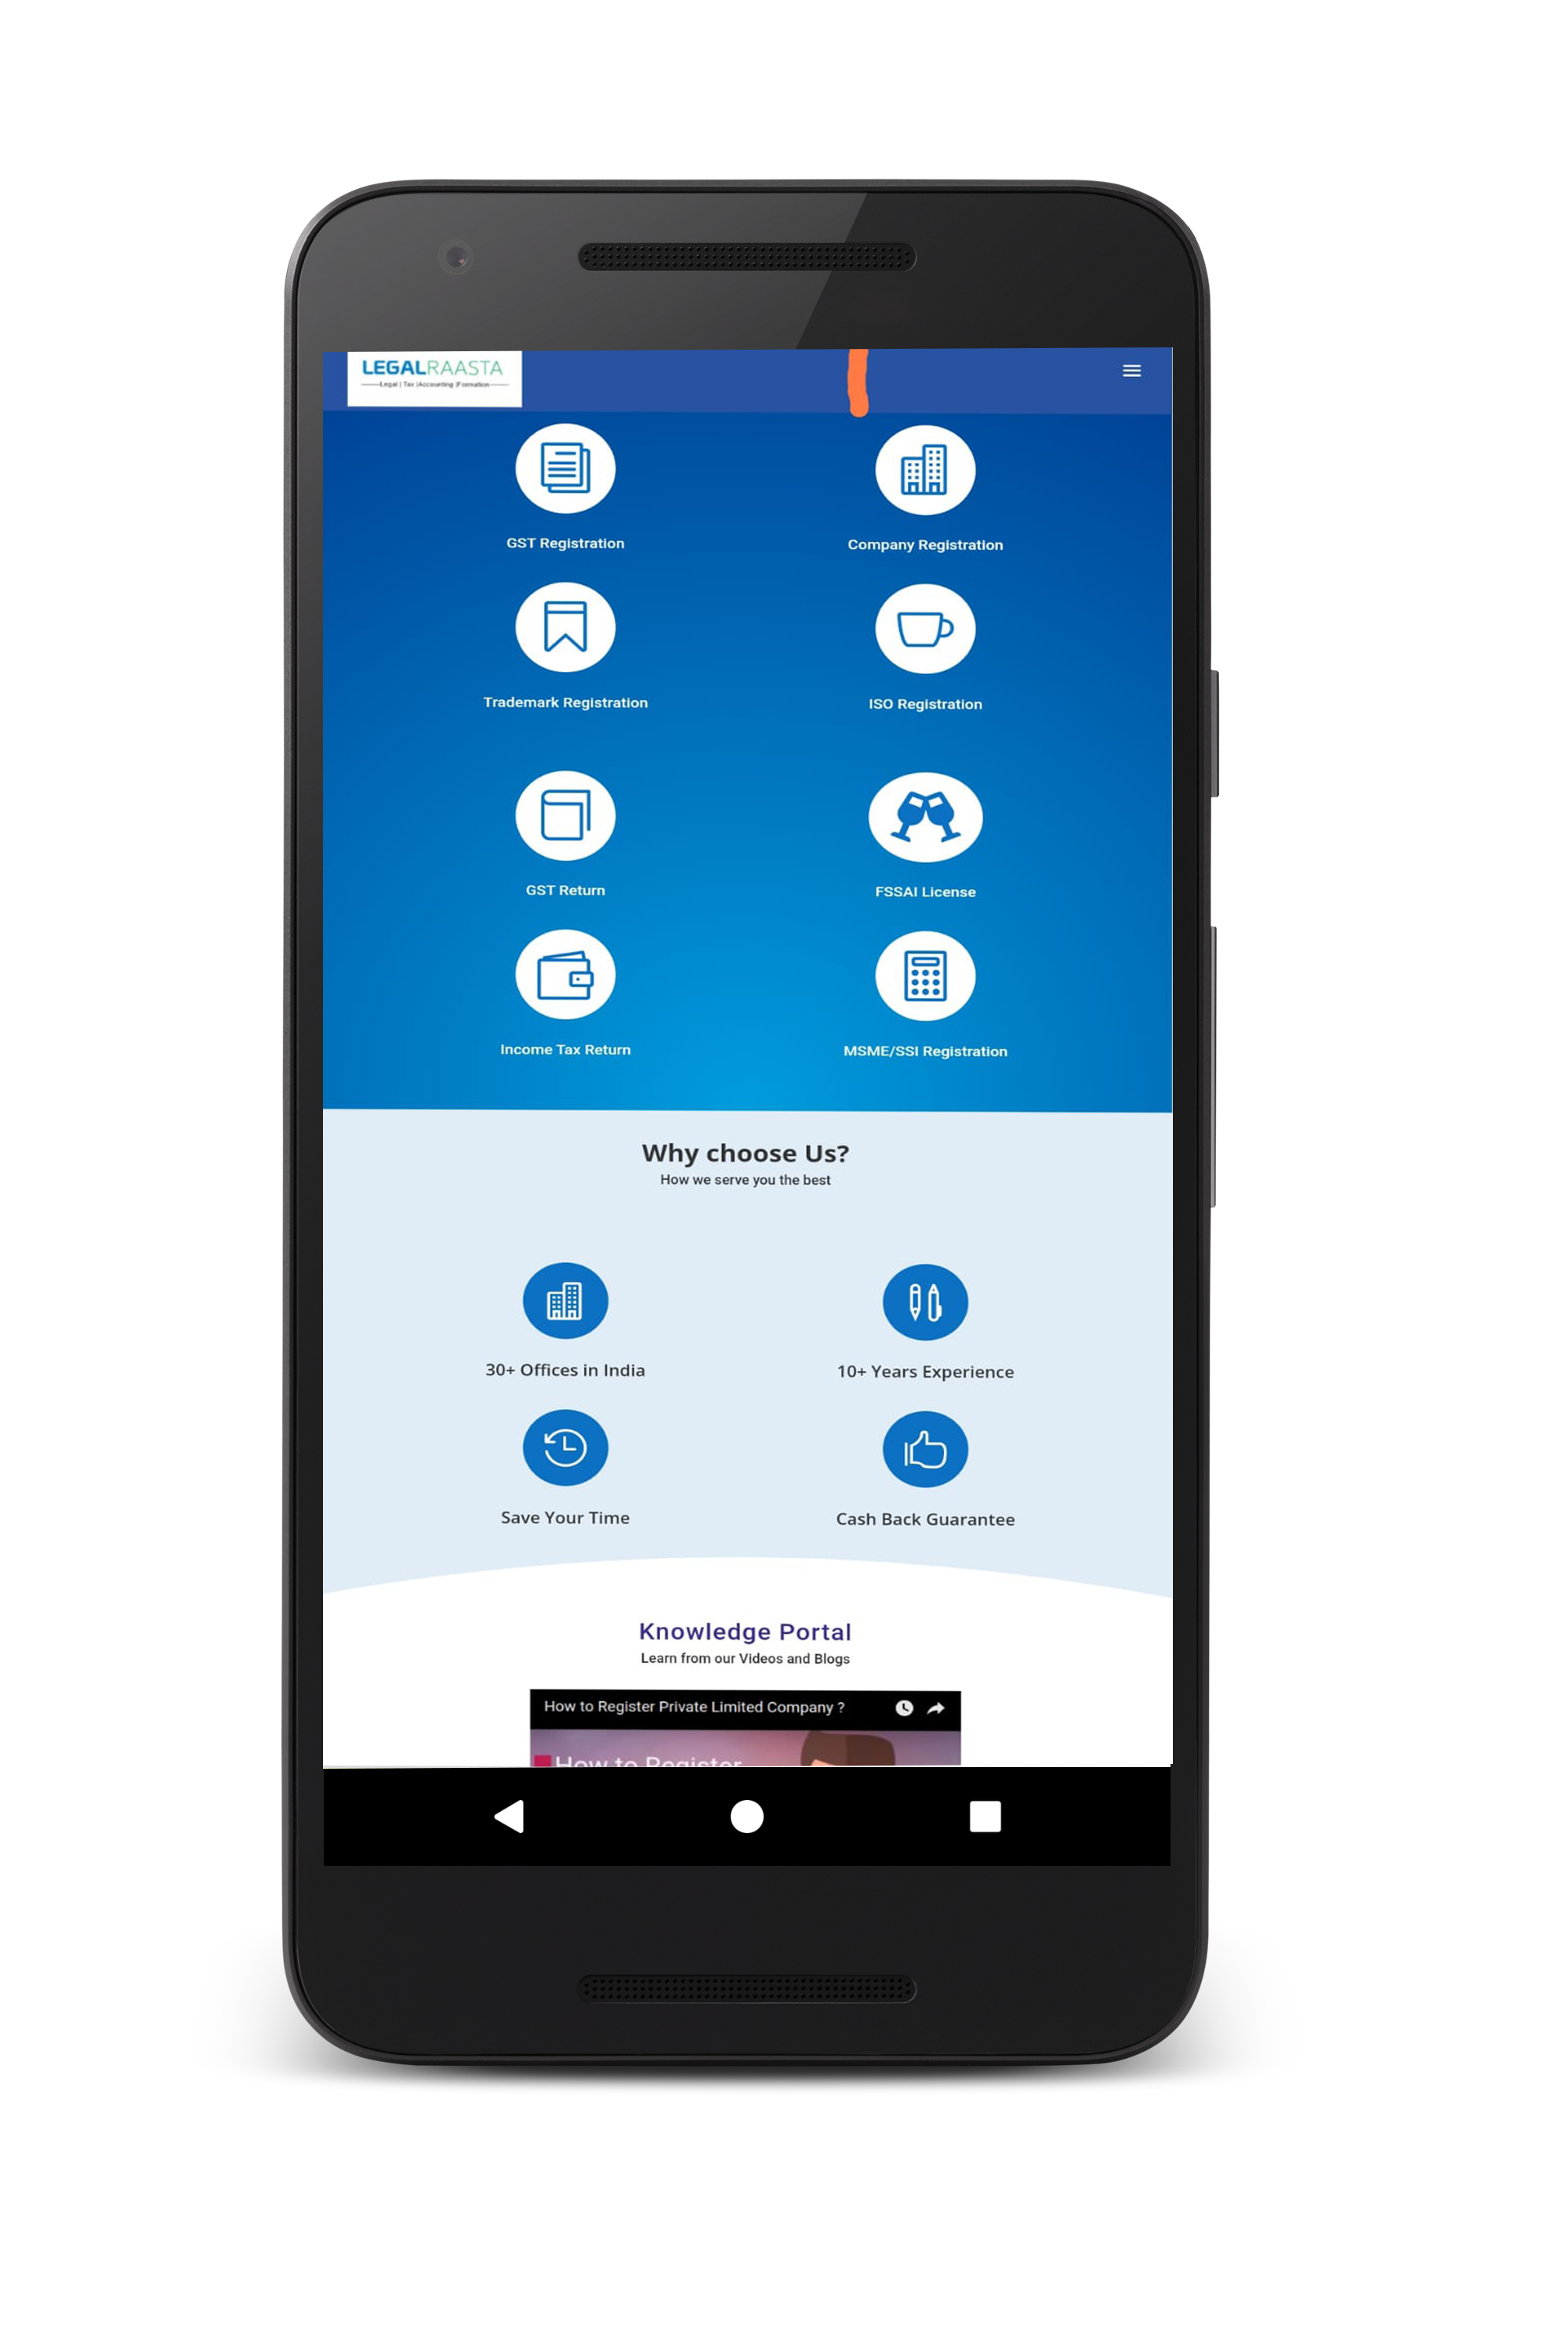 LEGALRAASTA
Legal | Tax |Accounting |Formation
GST Registration
Company Registration
Trademark Registration
ISO Registration
GST Return
FSSAI License
Income Tax Return
MSME/SSI Registration
Why choose Us?
How we serve you the best
30+ Offices in India
10+ Years Experience
Save Your Time
Cash Back Guarantee
Knowledge Portal
Learn from our Videos and Blogs
How to Register Private Limited Company ?
How to Register